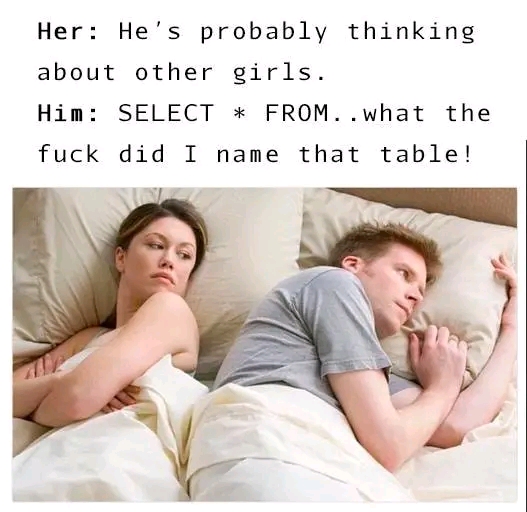 Her: He's probably thinking
about other girls.
Him: SELECT * FROM..what the
fuck did I name that table!